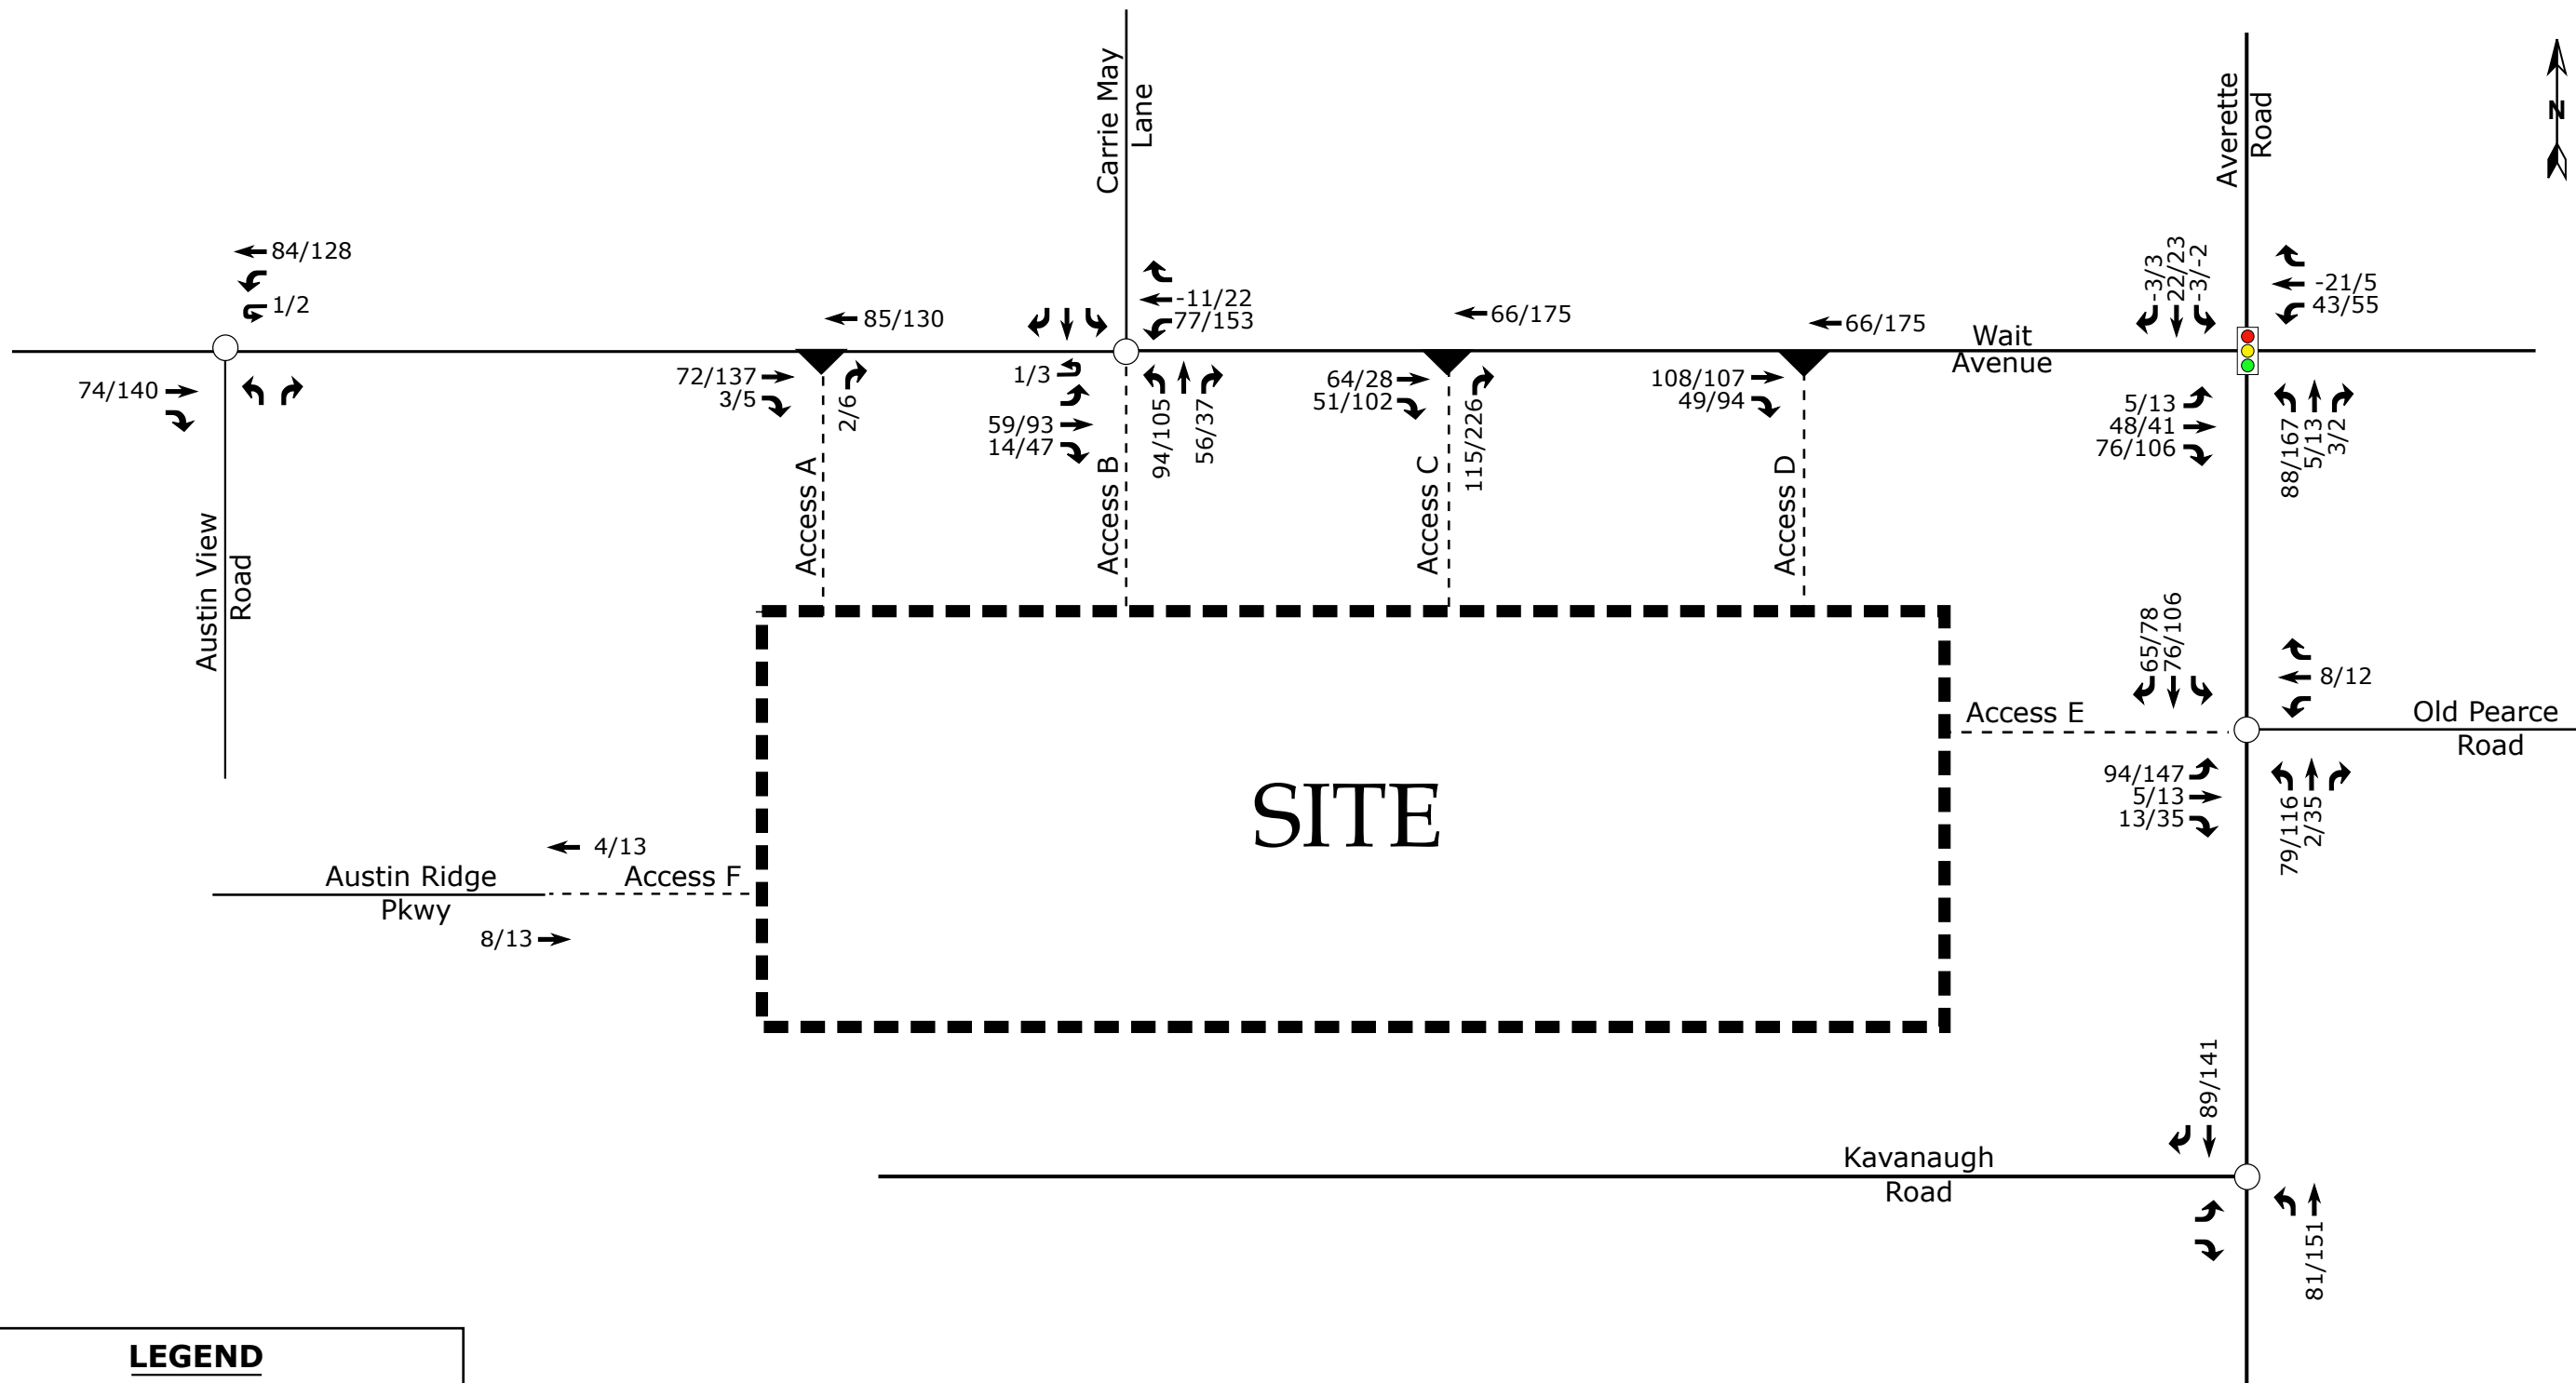 Carrie May
Lane
Averette
Road
N
84/128
1/2
85/130
-11/22
77/153
66/175
66/175
Wait
Avenue
-3/3
22/23
-3/-2
-21/5
43/55
74/140
72/137
3/5
2/6
1/3
59/93
14/47
94/105
56/37
64/28
51/102
115/226
108/107
49/94
5/13
48/41
76/106
88/167
5/13
3/2
Austin View
Road
Access A
Access B
Access C
Access D
65/78
76/106
8/12
Access E
Old Pearce
Road
94/147
5/13
13/35
79/116
2/35
SITE
4/13
Austin Ridge
Pkwy
Access F
8/13
89/141
Kavanaugh
Road
81/151
LEGEND